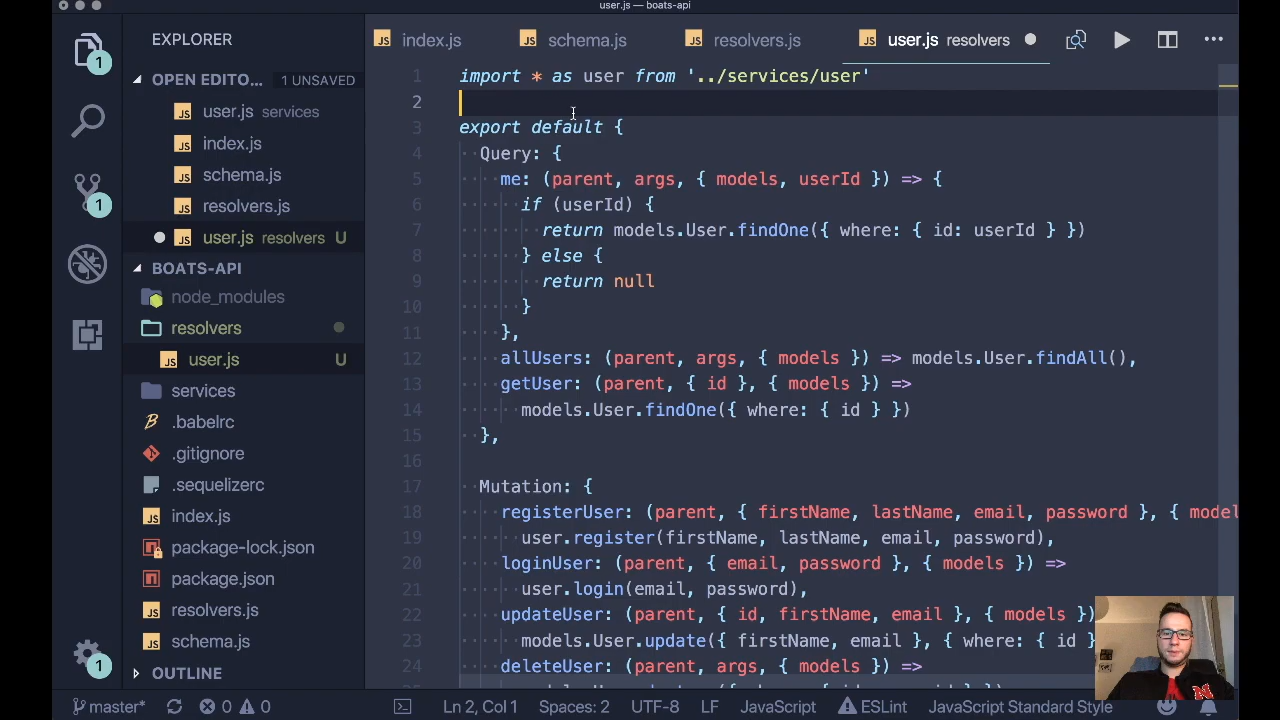 user.js — boats-api
EXPLORER
index.js
schema.js
resolvers.js
user.js resolvers
OPEN EDITO...
1 UNSAVED
user.js services
index.js
schema.js
resolvers.js
user.js resolvers U
BOATS-API
node_modules
resolvers
user.js U
services
.babelrc
.gitignore
.sequelizerc
index.js
package-lock.json
package.json
resolvers.js
schema.js
OUTLINE
1
1
1
1 import * as user from '../services/user'
2
3 export default {
4 Query: {
5 me: (parent, args, { models, userId }) => {
6 if (userId) {
7 return models.User.findOne({ where: { id: userId } })
8 } else {
9 return null
10 }
11 },
12 allUsers: (parent, args, { models }) => models.User.findAll(),
13 getUser: (parent, { id }, { models }) =>
14 models.User.findOne({ where: { id } })
15 },
16
17 Mutation: {
18 registerUser: (parent, { firstName, lastName, email, password }, { model
19 user.register(firstName, lastName, email, password),
20 loginUser: (parent, { email, password }, { models }) =>
21 user.login(email, password),
22 updateUser: (parent, { id, firstName, email }, { models })
23 models.User.update({ firstName, email }, { where: { id }
24 deleteUser: (parent, args, { models }) =>
master* 0 0
Ln 2, Col 1
Spaces: 2
UTF-8
LF
JavaScript
ESLint
JavaScript Standard Style